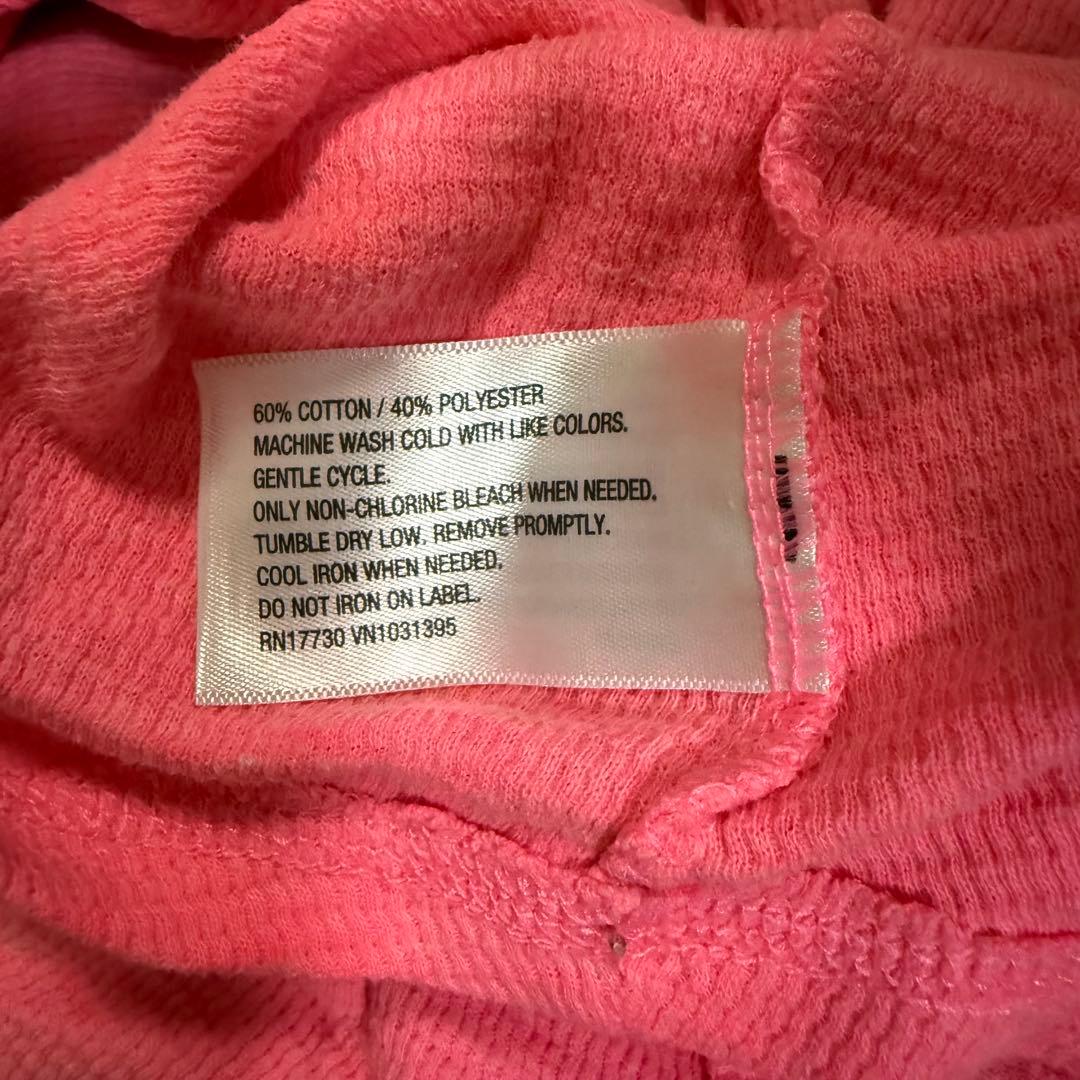 60% COTTON / 40% POLYESTER
MACHINE WASH COLD WITH LIKE COLORS.
GENTLE CYCLE.
ONLY NON-CHLORINE BLEACH WHEN NEEDED.
TUMBLE DRY LOW. REMOVE PROMPTLY.
COOL IRON WHEN NEEDED.
DO NOT IRON ON LABEL.
RN17730 VN1031395